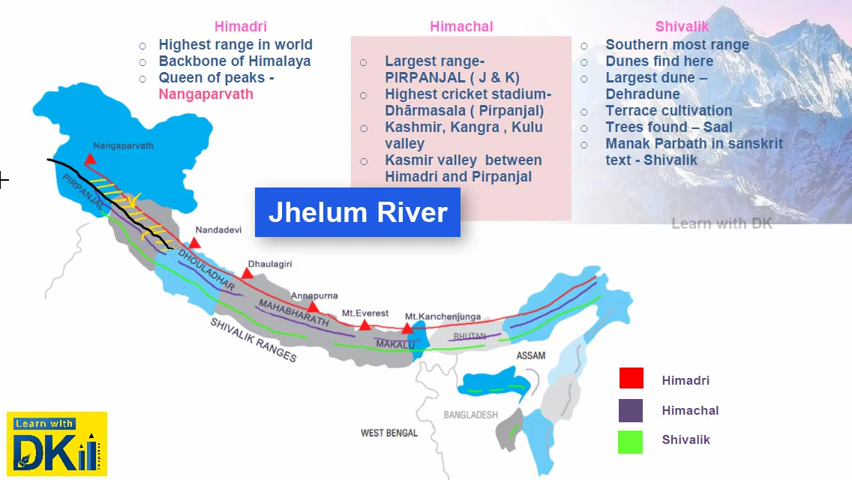 Himadri
Highest range in world
Backbone of Himalaya
Queen of peaks -
Nangaparvath
Himachal
Largest range-
PIRPANJAL ( J & K)
Highest cricket stadium-
Dhārmasala ( Pirpanjal)
Kashmir, Kangra , Kulu
valley
Kasmir valley between
Himadri and Pirpanjal
Shivalik
Southern most range
Dunes find here
Largest dune –
Dehradune
Terrace cultivation
Trees found – Saal
Manak Parbath in sanskrit
text - Shivalik
Learn with DK
Jhelum River
Nangaparvath
PIRPANJAL
Nandadevi
DHOULADHAR
Dhaulagiri
Annapurna
MAHABHARATH
Mt.Everest
Mt.Kanchenjunga
MAKALU
BHUTAN
SHIVALIK RANGES
ASSAM
BANGLADESH
WEST BENGAL
Himadri
Himachal
Shivalik
Learn with
DK